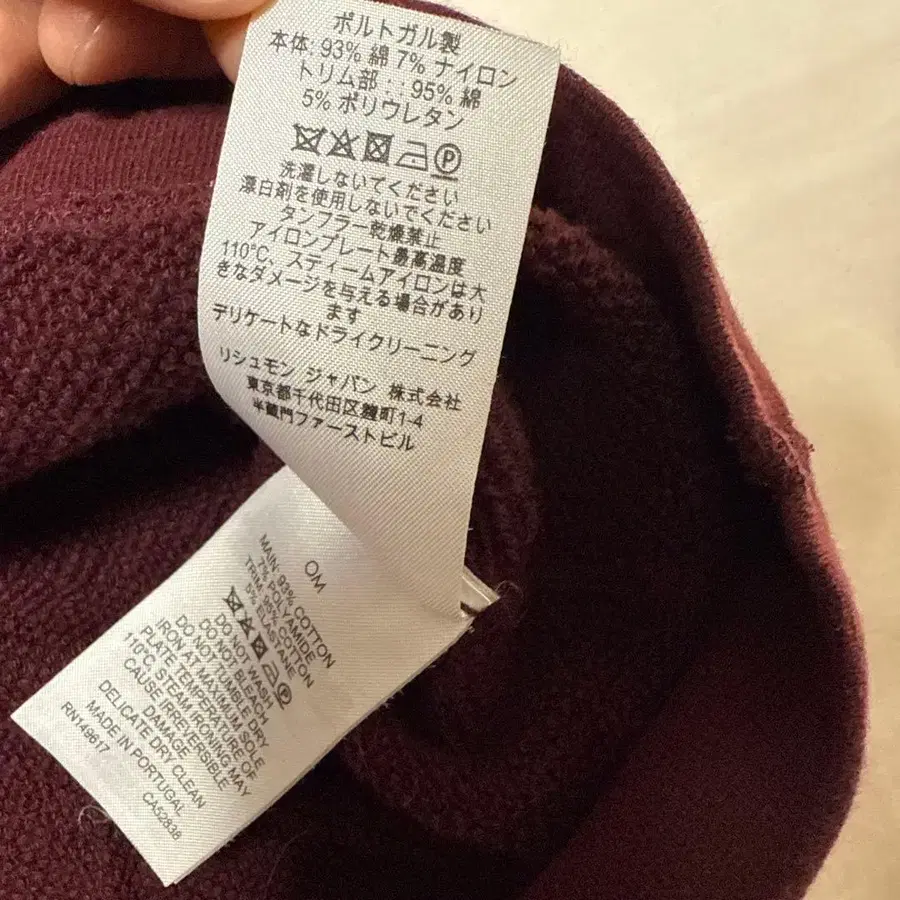 ポルトガル製
本体: 93% 綿 7% ナイロン
トリム部: : 95% 綿
5% ポリウレタン
P
洗濯しないでください
漂白剤を使用しないでください
タンブラー乾燥禁止
アイロンプレート最高温度
110°C, スティームアイロンは大
きなダメージを与える場合があり
ます
デリケートなドライクリーニング
リシュモン ジャパン 株式会社
東京都千代田区麹町1-4
半蔵門ファーストビル
OM
MAIN: 93% COTTON
7% POLYAMIDE
TRIM: 95% COTTON
5% ELASTANE
P
DO NOT WASH
DO NOT BLEACH
DO NOT TUMBLE DRY
IRON AT MAXIMUM SOLE
PLATE TEMPERATURE OF
110°C, STEAM IRONING MAY
CAUSE IRREVERSIBLE
DAMAGE
DELICATE DRY CLEAN
MADE IN PORTUGAL
RN149617
CA52838